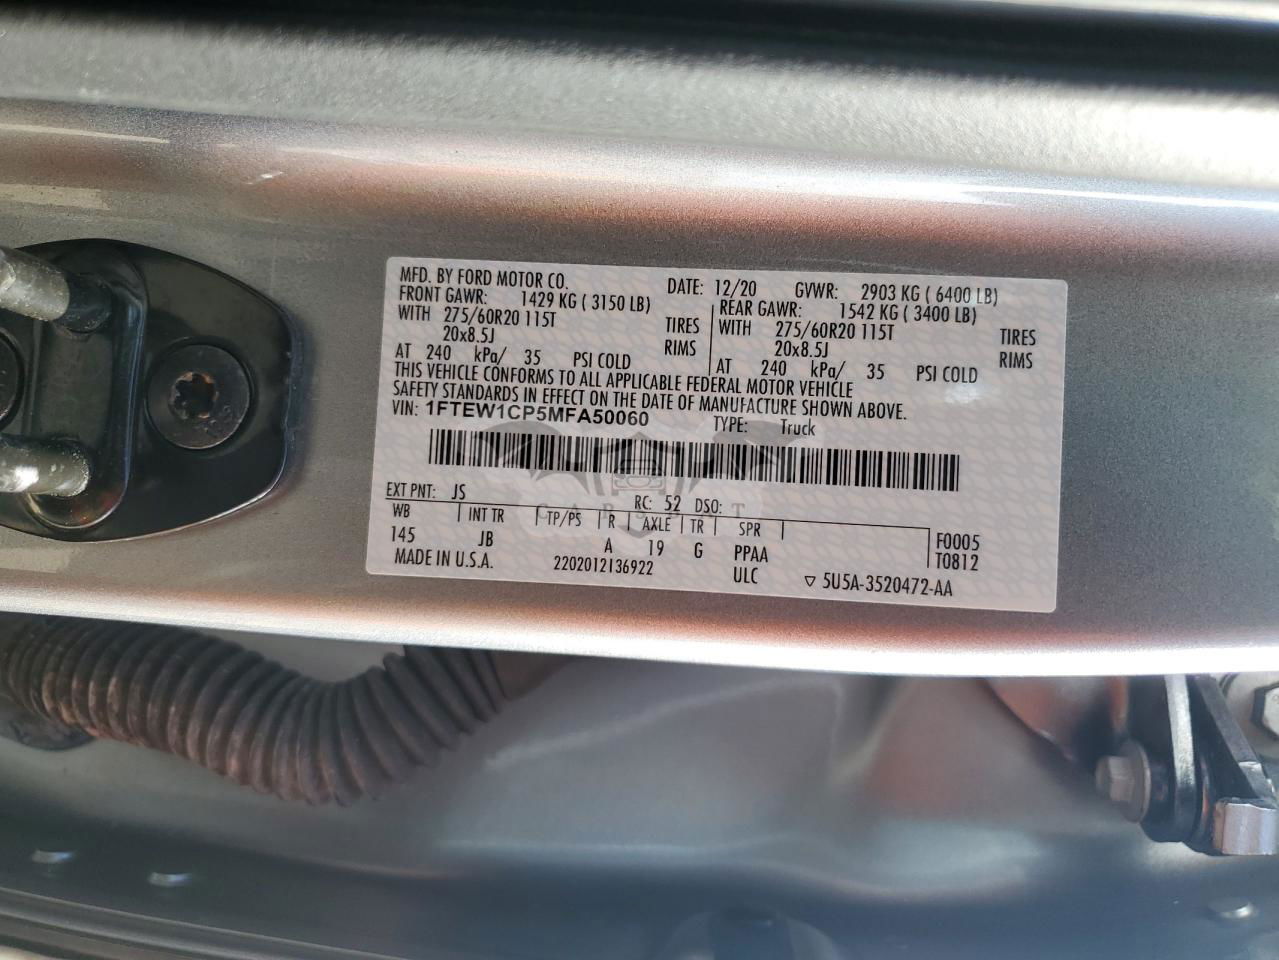 MFD. BY FORD MOTOR CO. DATE: 12/20 GVWR: 2903 KG ( 6400 LB)
FRONT GAWR: 1429 KG ( 3150 LB) REAR GAWR: 1542 KG ( 3400 LB)
WITH 275/60R20 115T TIRES WITH 275/60R20 115T TIRES
20x8.5J RIMS 20x8.5J RIMS
AT 240 kPa/ 35 PSI COLD AT 240 kPa/ 35 PSI COLD
THIS VEHICLE CONFORMS TO ALL APPLICABLE FEDERAL MOTOR VEHICLE
SAFETY STANDARDS IN EFFECT ON THE DATE OF MANUFACTURE SHOWN ABOVE.
VIN: 1FTEW1CP5MFA50060 TYPE: Truck
EXT PNT: JS RC: 52 DSO:
WB INT TR TP/PS R AXLE TR SPR F0005
145 JB A 19 G PPAA T0812
MADE IN U.S.A. 2202012136922 ULC ▽ 5U5A-3520472-AA